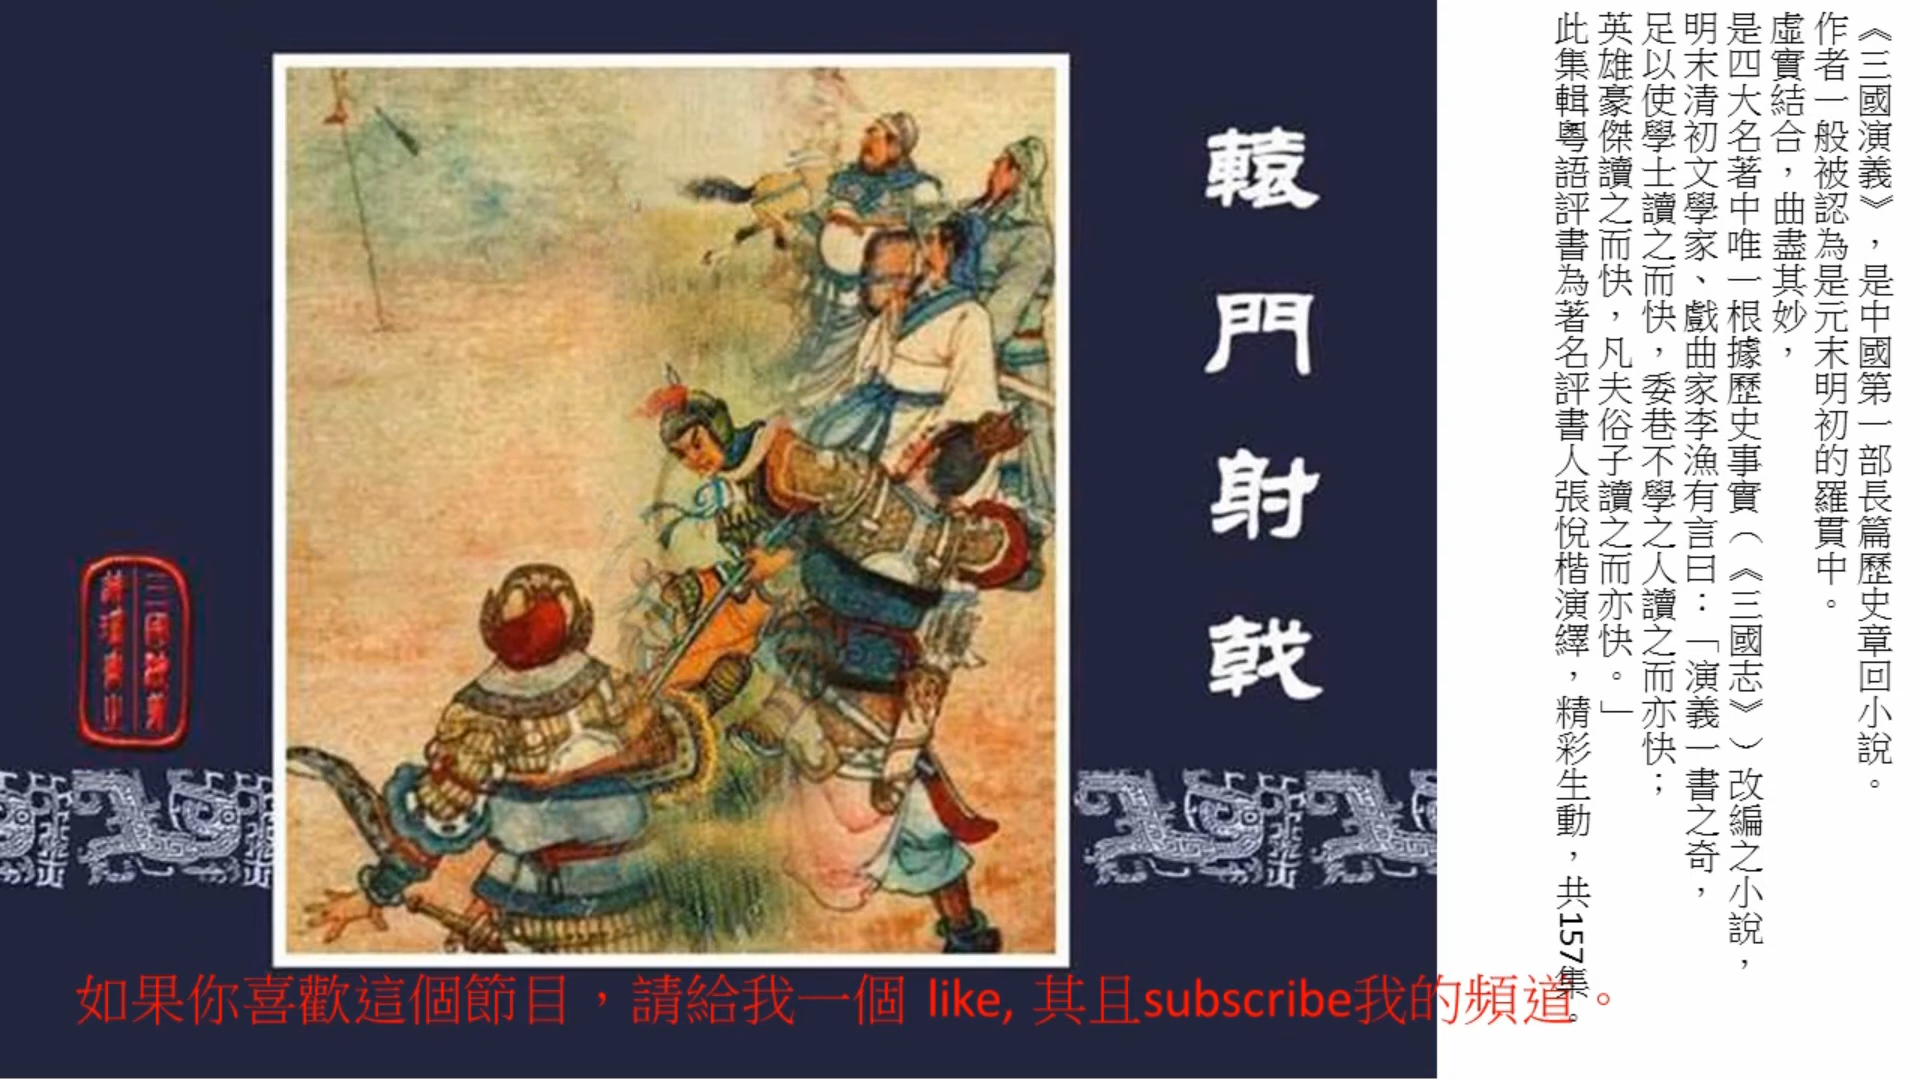 《三國演義》，是中國第一部長篇歷史章回小說。
作者一般被認為是元末明初的羅貫中。
虛實結合，曲盡其妙，
是四大名著中唯一根據歷史事實（《三國志》）改編之小說，
明末清初文學家、戲曲家李漁有言曰：「演義一書之奇，
足以使學士讀之而快，委巷不學之人讀之而亦快；
英雄豪傑讀之而快，凡夫俗子讀之而亦快。」
此集輯粵語評書為著名評書人張悅楷演繹，精彩生動，共157集。
轅門射戟
如果你喜歡這個節目，請給我一個 like, 其且subscribe我的頻道。